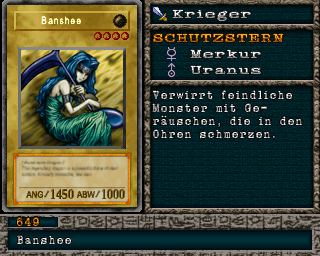 Banshee
ANG/1450 ABW/1000
Krieger
SCHUTZSTERN
Merkur
Uranus
Verwirrt feindliche
Monster mit Ge-
räuschen, die in den
Ohren schmerzen.
649
Banshee